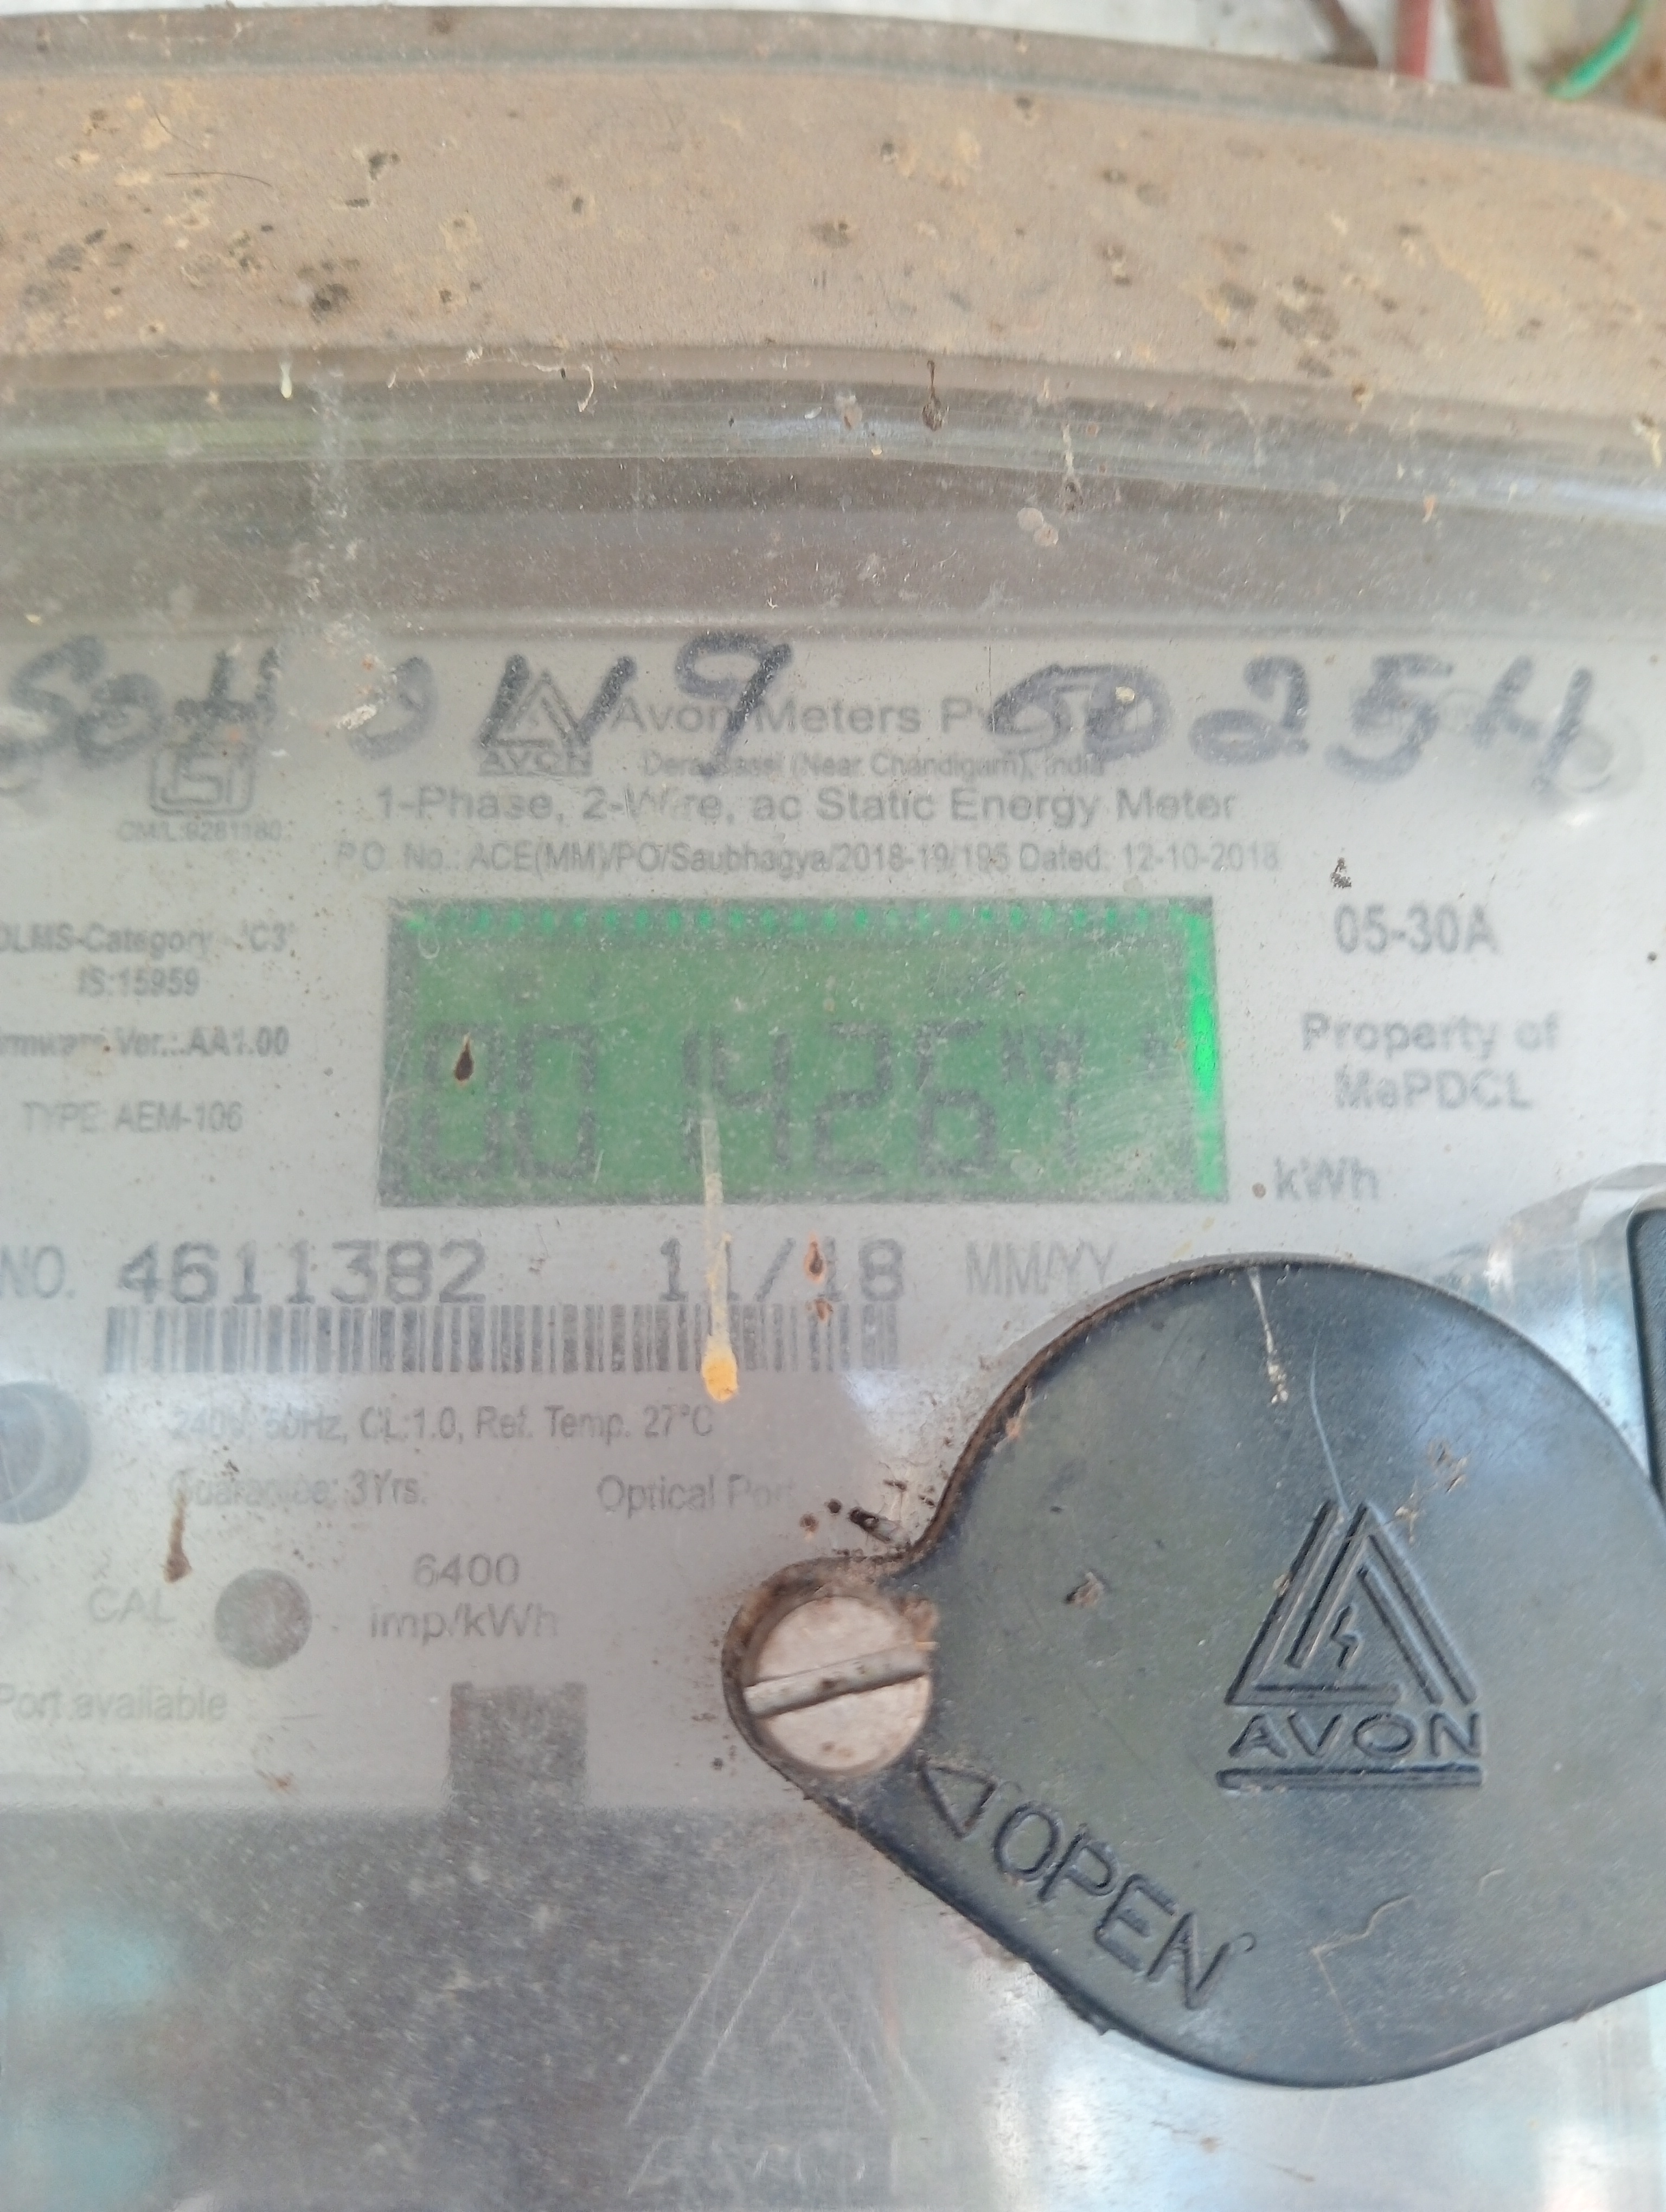 AVON
Avon Meters
(Near Chandigarh), India
1-Phase, 2-Wire, ac Static Energy Meter
P.O. No.: ACE(MM)/PO/Saubhagya/2018-19/195 Dated: 12-10-2018
DLMS-Category - 'C3'
IS:15959
Ver.: AA1.00
TYPE AEM-106
05-30A
Property of
MePDCL
kWh
NO. 4611382 11/18 MM/YY
240V, 50Hz, CL:1.0, Ref. Temp. 27°C
Guarantee: 3Yrs. Optical Port
CAL
6400
imp/kWh
Port available
AVON
OPEN